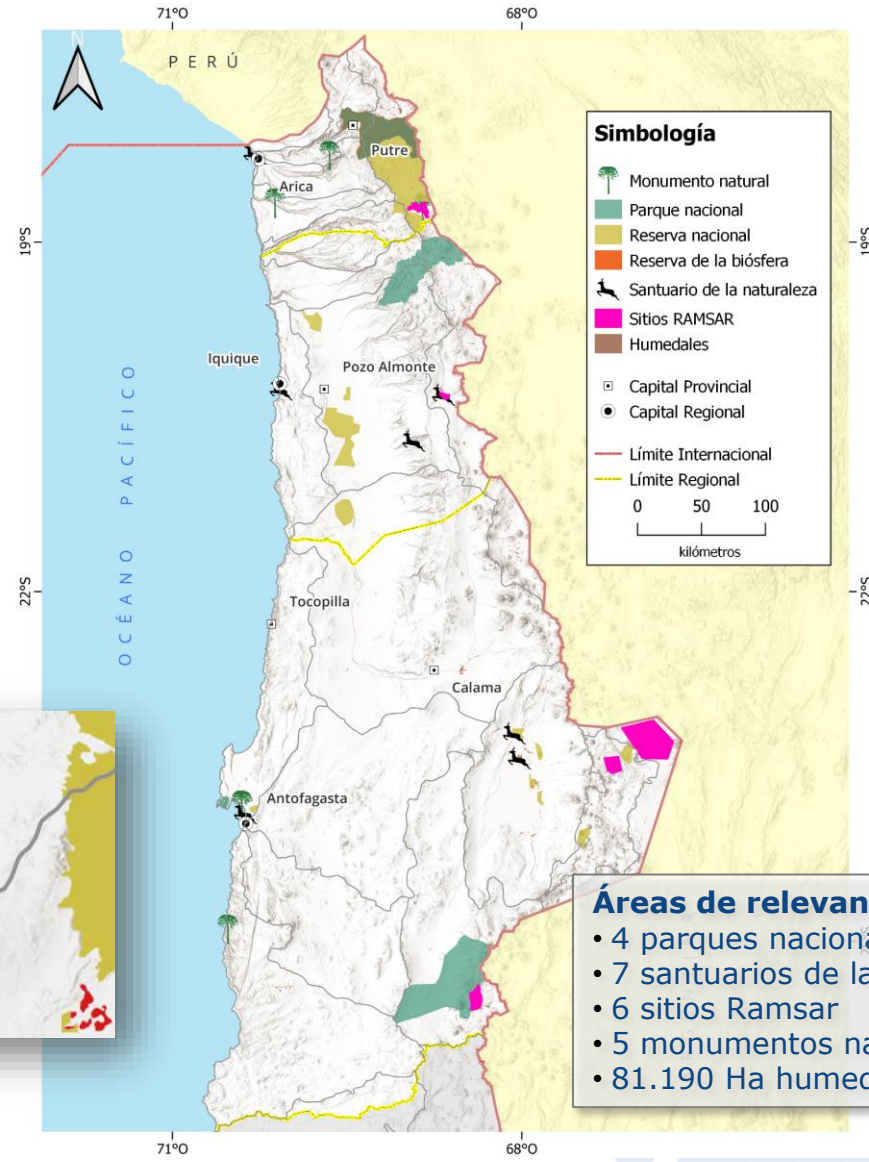 71°O
68°O
N
PERÚ
Putre
Arica
19°S
19°S
Simbología
Monumento natural
Parque nacional
Reserva nacional
Reserva de la biósfera
Santuario de la naturaleza
Sitios RAMSAR
Humedales
Capital Provincial
Capital Regional
Límite Internacional
Límite Regional
0 50 100
kilómetros
Iquique
Pozo Almonte
OCÉANO PACÍFICO
22°S
22°S
Tocopilla
Calama
Antofagasta
Áreas de relevan
• 4 parques naciona
• 7 santuarios de la
• 6 sitios Ramsar
• 5 monumentos na
• 81.190 Ha humed
71°O
68°O